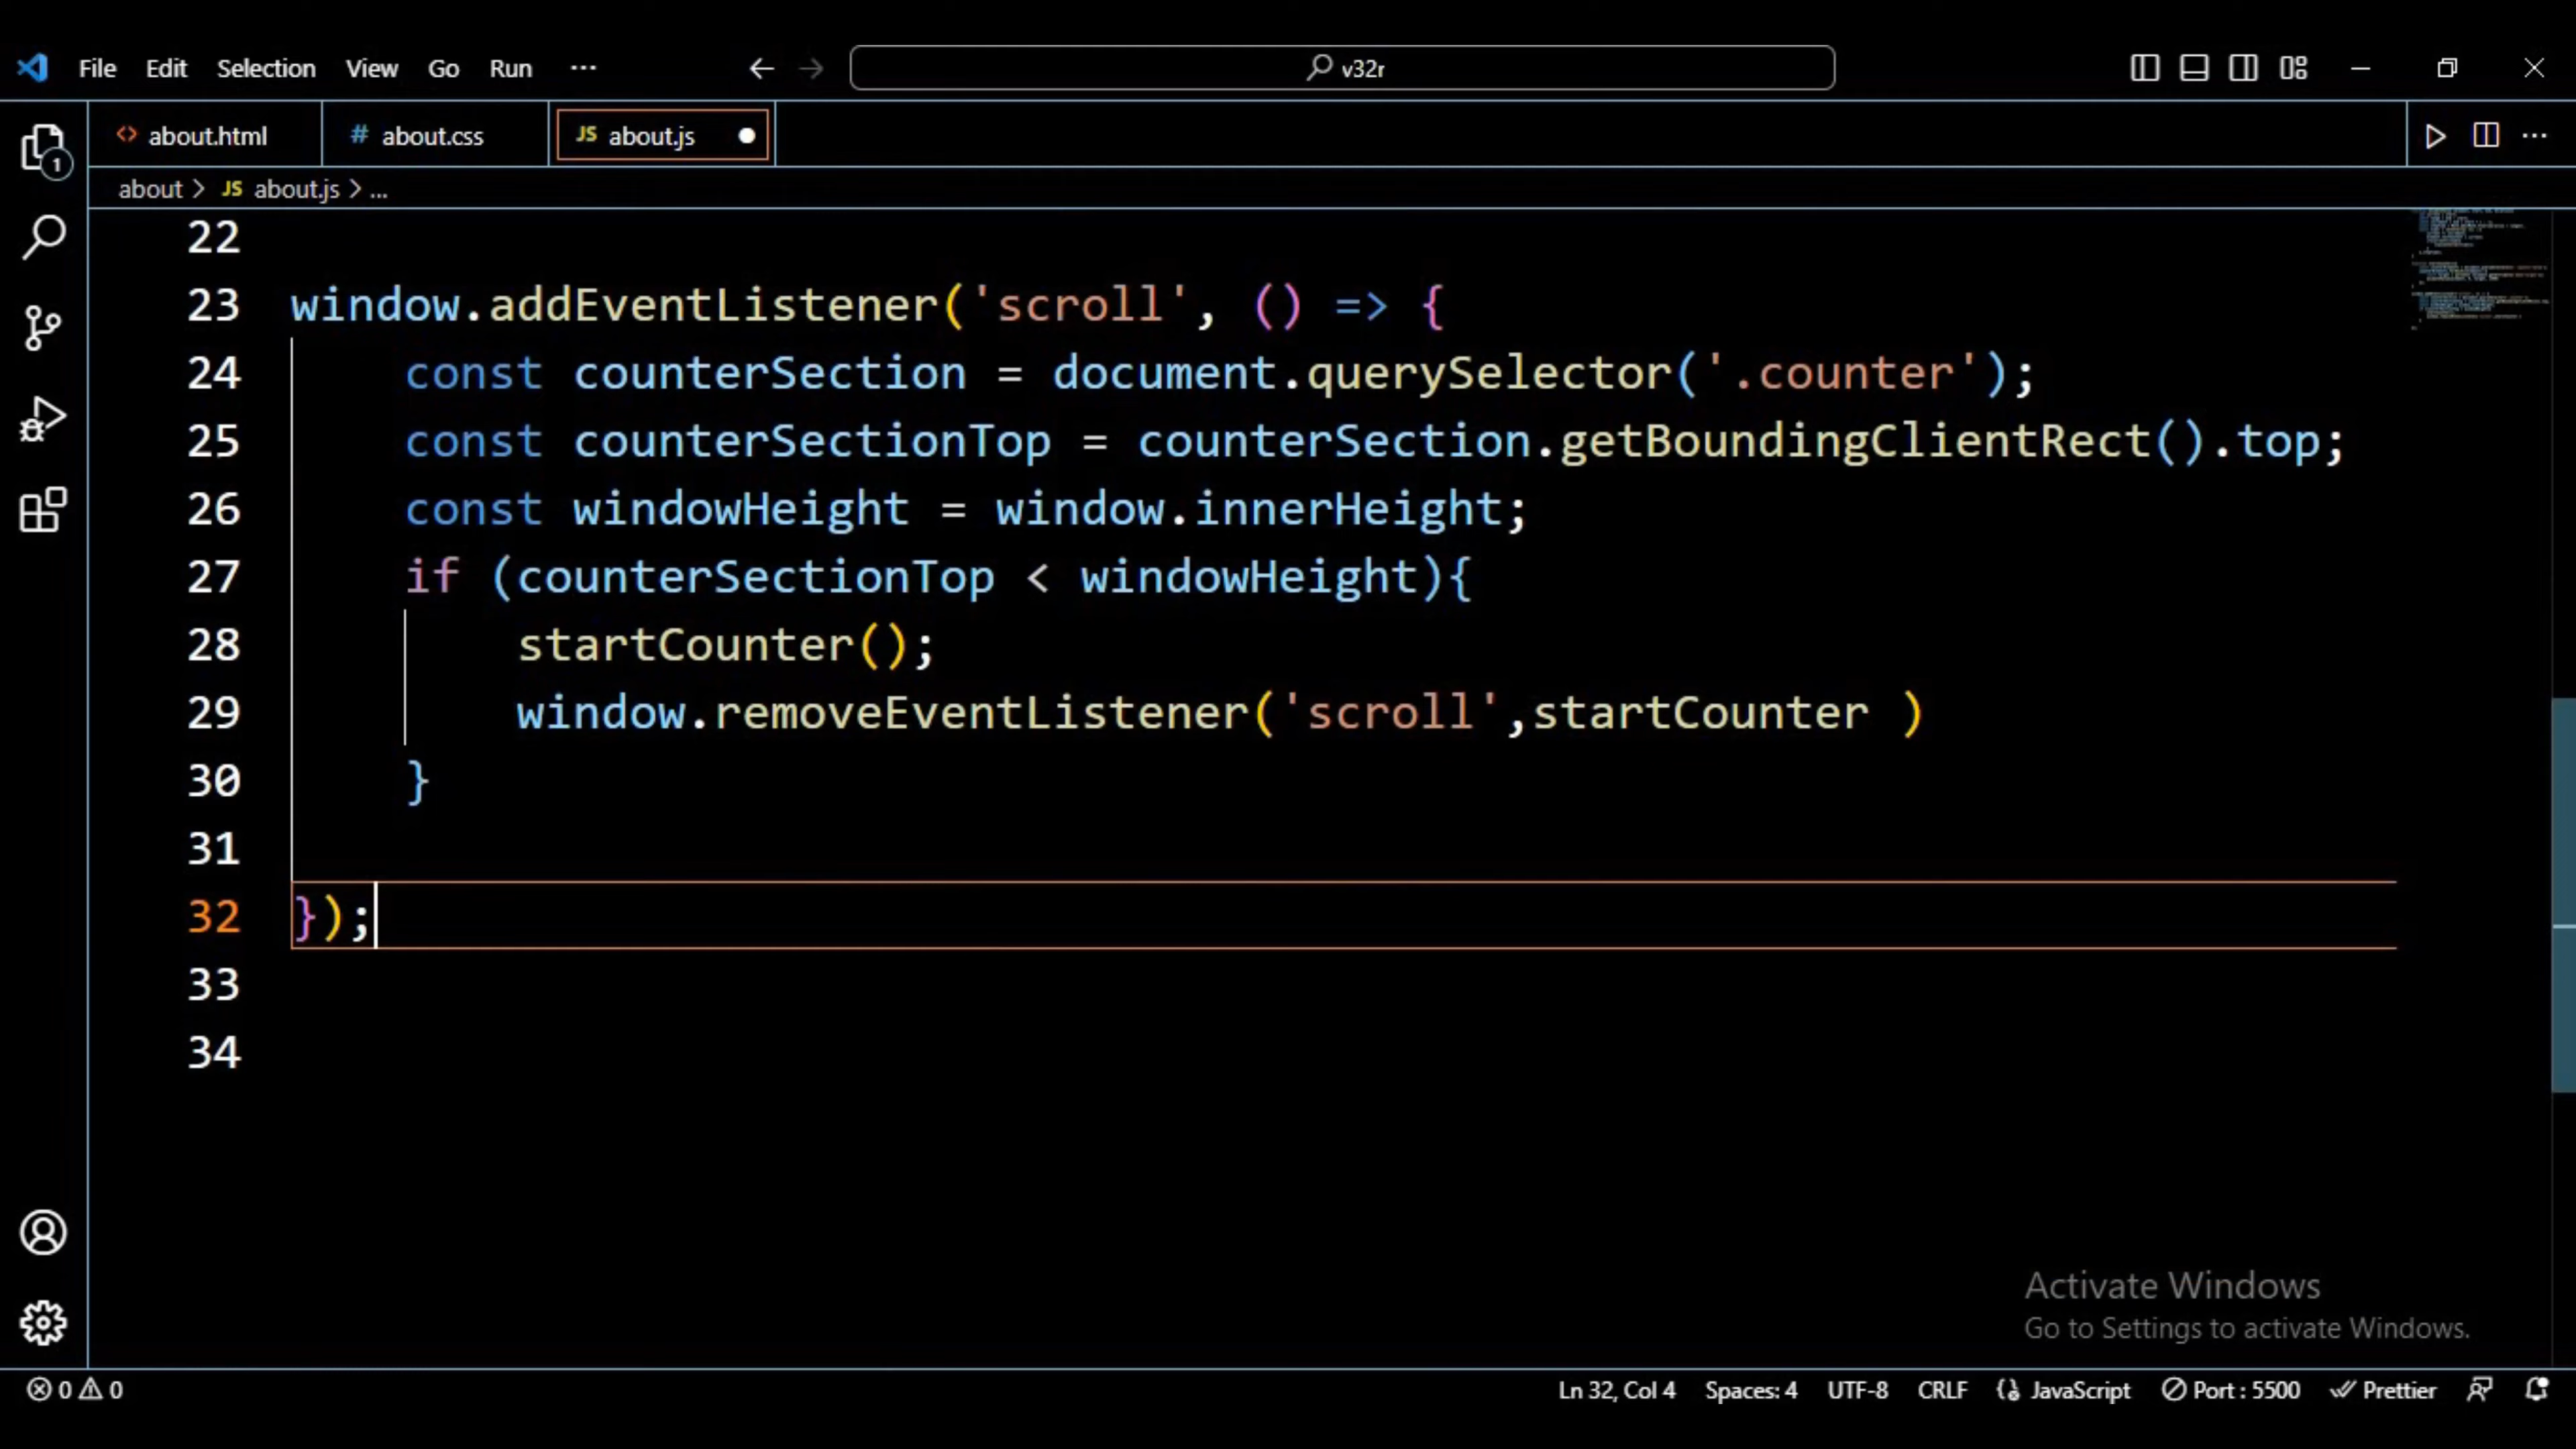 File Edit Selection View Go Run ... v32r
about.html about.css JS about.js
about > JS about.js > ...
22
23 window.addEventListener('scroll', () => {
24 const counterSection = document.querySelector('.counter');
25 const counterSectionTop = counterSection.getBoundingClientRect().top;
26 const windowHeight = window.innerHeight;
27 if (counterSectionTop < windowHeight){
28 startCounter();
29 window.removeEventListener('scroll',startCounter )
30 }
31
32 });
33
34
1
Activate Windows
Go to Settings to activate Windows.
0 0 Ln 32, Col 4 Spaces: 4 UTF-8 CRLF JavaScript Port : 5500 Prettier